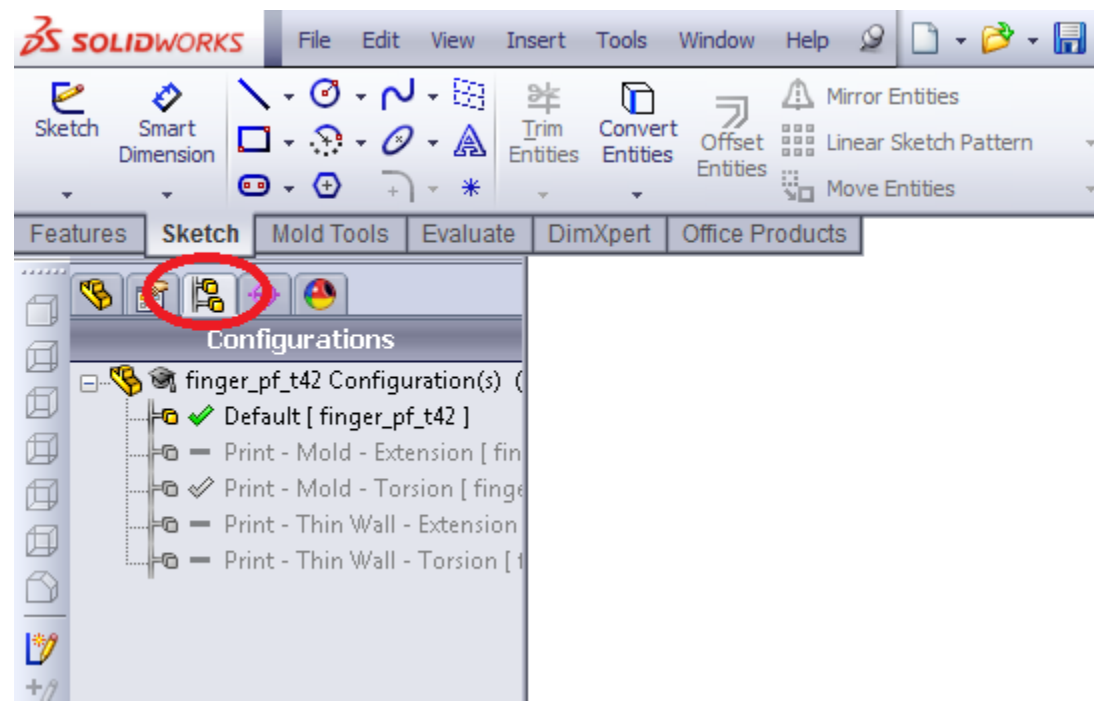 SOLIDWORKS File Edit View Insert Tools Window Help
Sketch Smart Dimension Trim Entities Convert Entities Offset Entities
Mirror Entities
Linear Sketch Pattern
Move Entities
Features Sketch Mold Tools Evaluate DimXpert Office Products
Configurations
finger_pf_t42 Configuration(s) (
Default [ finger_pf_t42 ]
Print - Mold - Extension [ fin
Print - Mold - Torsion [ finge
Print - Thin Wall - Extension
Print - Thin Wall - Torsion [